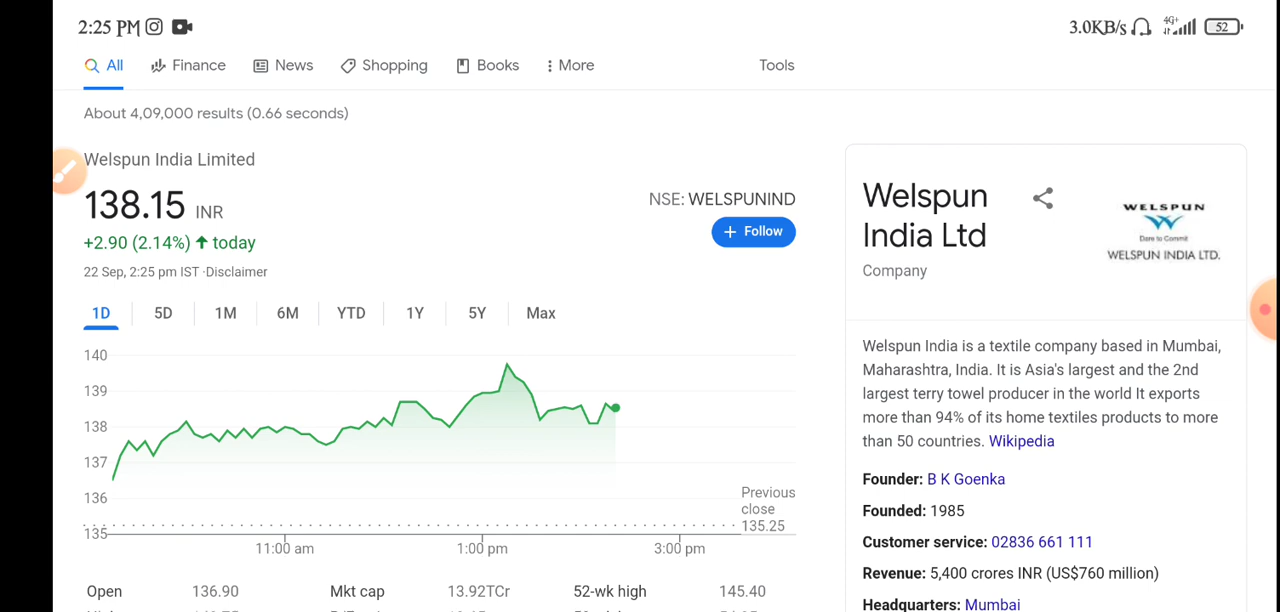 2:25 PM
3.0KB/s 4G+ 52
All Finance News Shopping Books More Tools
About 4,09,000 results (0.66 seconds)
Welspun India Limited
138.15 INR
+2.90 (2.14%) ↑ today
22 Sep, 2:25 pm IST ·Disclaimer
NSE: WELSPUNIND
+ Follow
1D 5D 1M 6M YTD 1Y 5Y Max
140
139
138
137
136
135
Previous
close
135.25
11:00 am 1:00 pm 3:00 pm
Open 136.90 Mkt cap 13.92TCr 52-wk high 145.40
Welspun
India Ltd
Company
WELSPUN
Dare to Commit
WELSPUN INDIA LTD.
Welspun India is a textile company based in Mumbai,
Maharashtra, India. It is Asia's largest and the 2nd
largest terry towel producer in the world It exports
more than 94% of its home textiles products to more
than 50 countries. Wikipedia
Founder: B K Goenka
Founded: 1985
Customer service: 02836 661 111
Revenue: 5,400 crores INR (US$760 million)
Headquarters: Mumbai